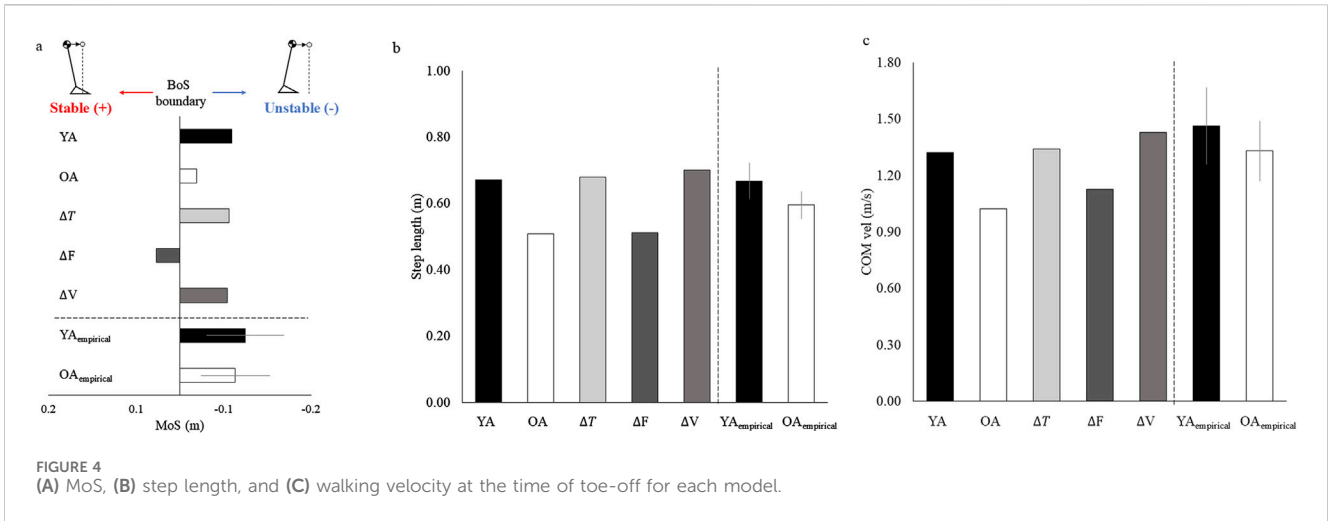 a
BoS
boundary
Stable (+)
Unstable (-)
YA
OA
ΔT
ΔF
ΔV
YAempirical
OAempirical
0.2
0.1
-0.1
-0.2
MoS (m)
b
1.00
0.80
0.60
0.40
0.20
0.00
Step length (m)
YA
OA
ΔT
ΔF
ΔV
YAempirical
OAempirical
c
1.80
1.50
1.20
0.90
0.60
0.30
0.00
COM vel (m/s)
YA
OA
ΔT
ΔF
ΔV
YAempirical
OAempirical
FIGURE 4
(A) MoS, (B) step length, and (C) walking velocity at the time of toe-off for each model.